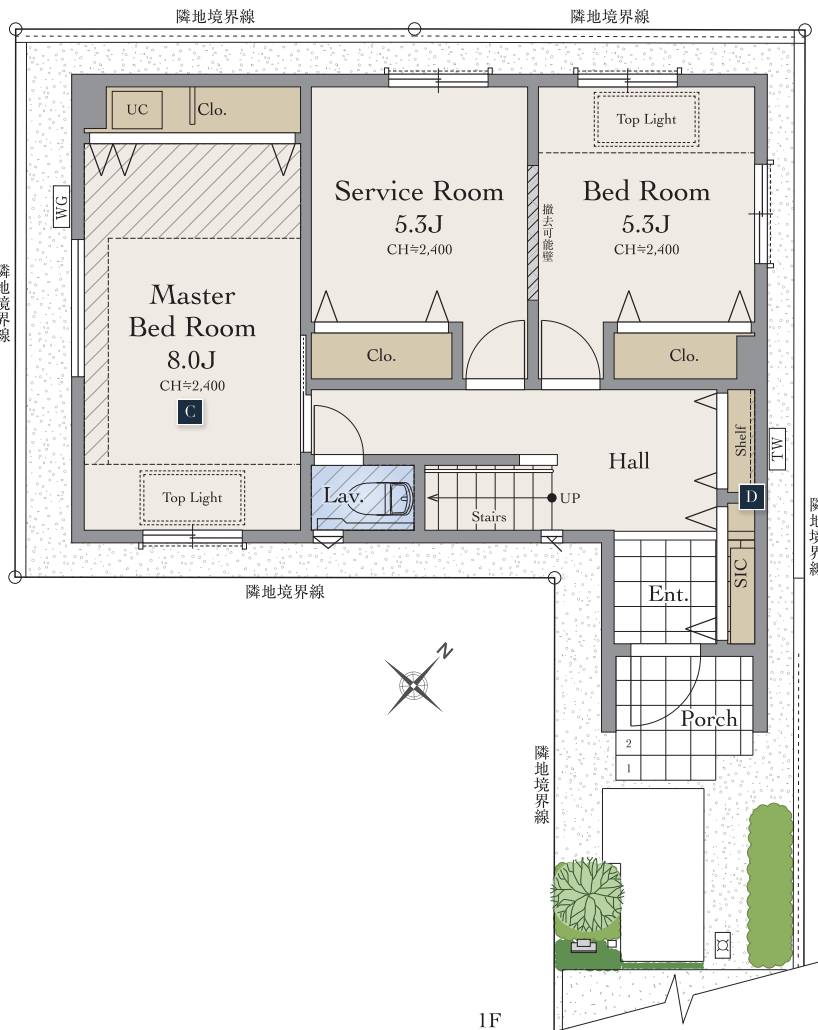 隣地境界線
隣地境界線
UC
Clo.
Top Light
WG
Service Room
5.3J
CH≒2,400
撤去可能壁
Bed Room
5.3J
CH≒2,400
隣地境界線
Master
Bed Room
8.0J
CH≒2,400
C
Clo.
Clo.
Hall
Shelf
TW
D
Top Light
Lav.
UP
Stairs
隣地境界線
SIC
Ent.
隣地境界線
N
Porch
2
1
隣地境界線
1F